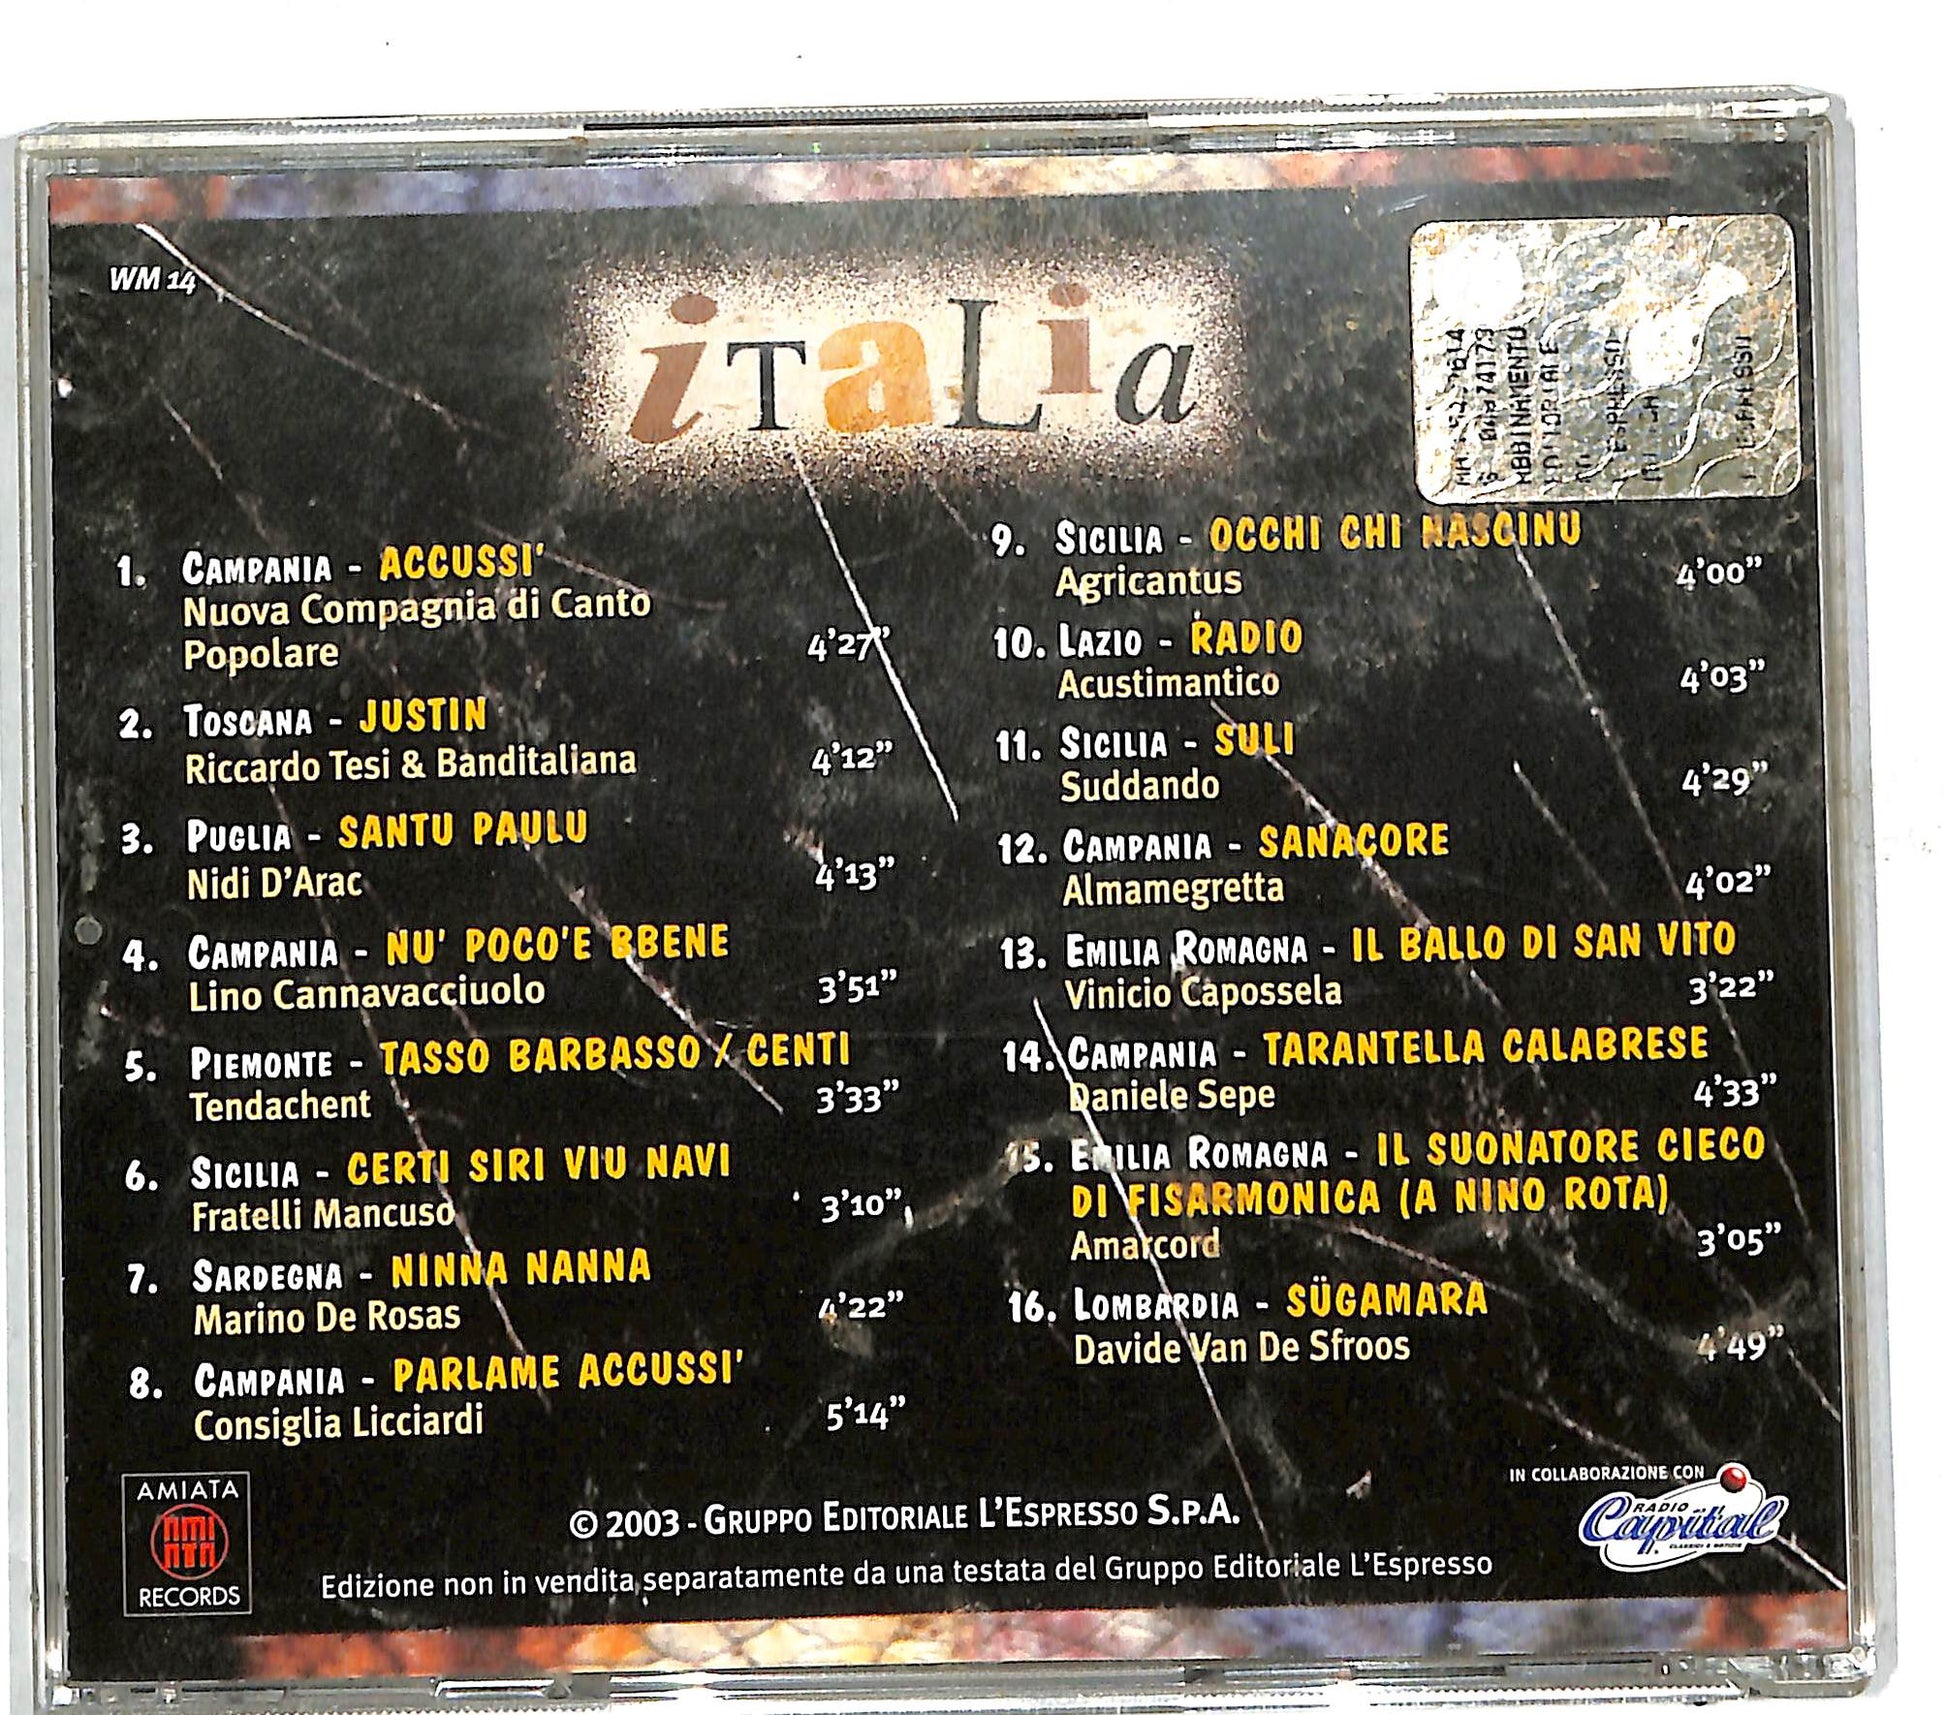 WM 14
iTaLia
ABBINAMENTO
EDITORIALE
1. CAMPANIA - ACCUSSI'
Nuova Compagnia di Canto
Popolare 4'27"
2. TOSCANA - JUSTIN
Riccardo Tesi & Banditaliana 4'12"
3. PUGLIA - SANTU PAULU
Nidi D'Arac 4'13"
4. CAMPANIA - NU' POCO'E BBENE
Lino Cannavacciuolo 3'51"
5. PIEMONTE - TASSO BARBASSO / CENTI
Tendachent 3'33"
6. SICILIA - CERTI SIRI VIU NAVI
Fratelli Mancuso 3'10"
7. SARDEGNA - NINNA NANNA
Marino De Rosas 4'22"
8. CAMPANIA - PARLAME ACCUSSI'
Consiglia Licciardi 5'14"
9. SICILIA - OCCHI CHI NASCINU
Agricantus 4'00"
10. LAZIO - RADIO
Acustimantico 4'03"
11. SICILIA - SULI
Suddando 4'29"
12. CAMPANIA - SANACORE
Almamegretta 4'02"
13. EMILIA ROMAGNA - IL BALLO DI SAN VITO
Vinicio Capossela 3'22"
14. CAMPANIA - TARANTELLA CALABRESE
Daniele Sepe 4'33"
15. EMILIA ROMAGNA - IL SUONATORE CIECO
DI FISARMONICA (A NINO ROTA)
Amarcord 3'05"
16. LOMBARDIA - SÜGAMARA
Davide Van De Sfroos 4'49"
AMIATA
AMI
ATA
RECORDS
© 2003 - GRUPPO EDITORIALE L'ESPRESSO S.P.A.
Edizione non in vendita separatamente da una testata del Gruppo Editoriale L'Espresso
IN COLLABORAZIONE CON
RADIO
Capital
CLASSICI E NOTIZIE